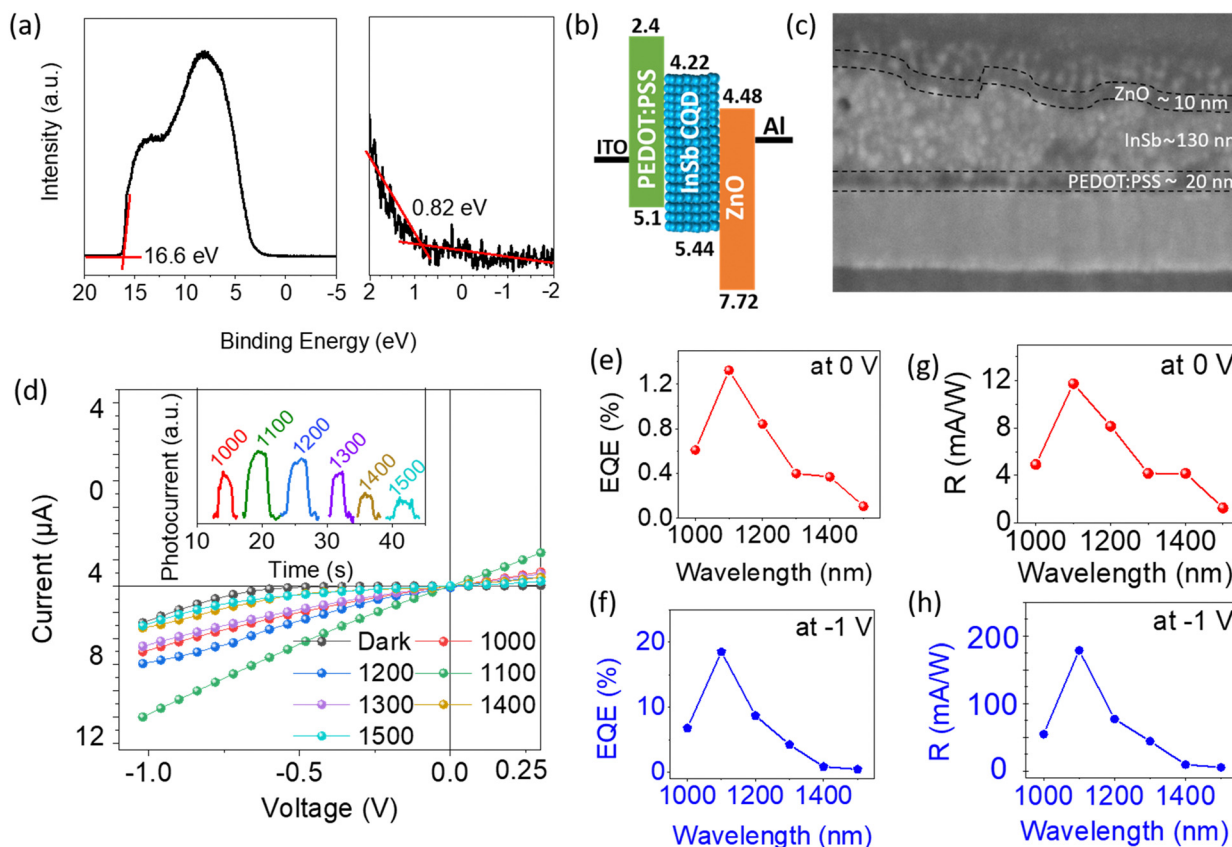 (a)
Intensity (a.u.)
16.6 eV
20 15 10 5 0 -5
0.82 eV
2 1 0 -1 -2
Binding Energy (eV)
(b)
2.4
4.22
4.48
ITO
PEDOT:PSS
InSb CQD
ZnO
Al
5.1
5.44
7.72
(c)
ZnO ~ 10 nm
InSb~130 nm
PEDOT:PSS ~ 20 nm
(d)
Current (µA)
4
0
4
8
12
Photocurrent (a.u.)
1000
1100
1200
1300
1400
1500
10 20 30 40
Time (s)
Dark 1000
1200 1100
1300 1400
1500
-1.0 -0.5 0.0 0.25
Voltage (V)
(e)
at 0 V
EQE (%)
1.2
0.8
0.4
0.0
1000 1200 1400
Wavelength (nm)
(f)
at -1 V
EQE (%)
20
10
0
1000 1200 1400
Wavelength (nm)
(g)
at 0 V
R (mA/W)
12
8
4
0
1000 1200 1400
Wavelength (nm)
(h)
at -1 V
R (mA/W)
200
100
0
1000 1200 1400
Wavelength (nm)